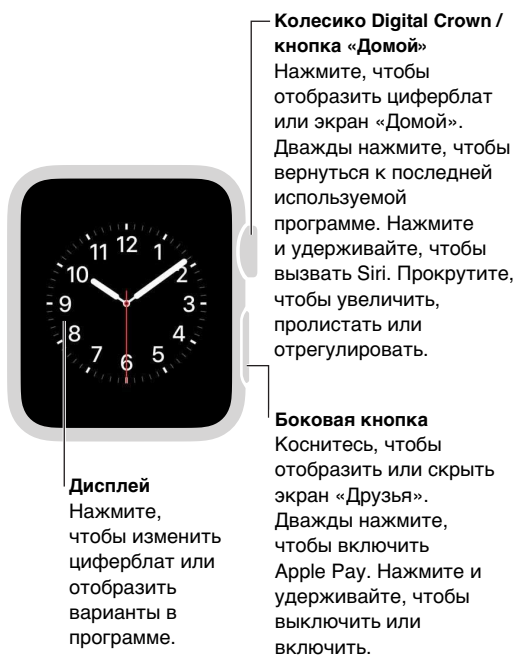 Колесико Digital Crown /
кнопка «Домой»
Нажмите, чтобы
отобразить циферблат
или экран «Домой».
Дважды нажмите, чтобы
вернуться к последней
используемой
программе. Нажмите
и удерживайте, чтобы
вызвать Siri. Прокрутите,
чтобы увеличить,
пролистать или
отрегулировать.
12
11 1
10 2
9 3
8 4
7 5
6
Боковая кнопка
Коснитесь, чтобы
отобразить или скрыть
экран «Друзья».
Дважды нажмите,
чтобы включить
Apple Pay. Нажмите и
удерживайте, чтобы
выключить или
включить.
Дисплей
Нажмите,
чтобы изменить
циферблат или
отобразить
варианты в
программе.